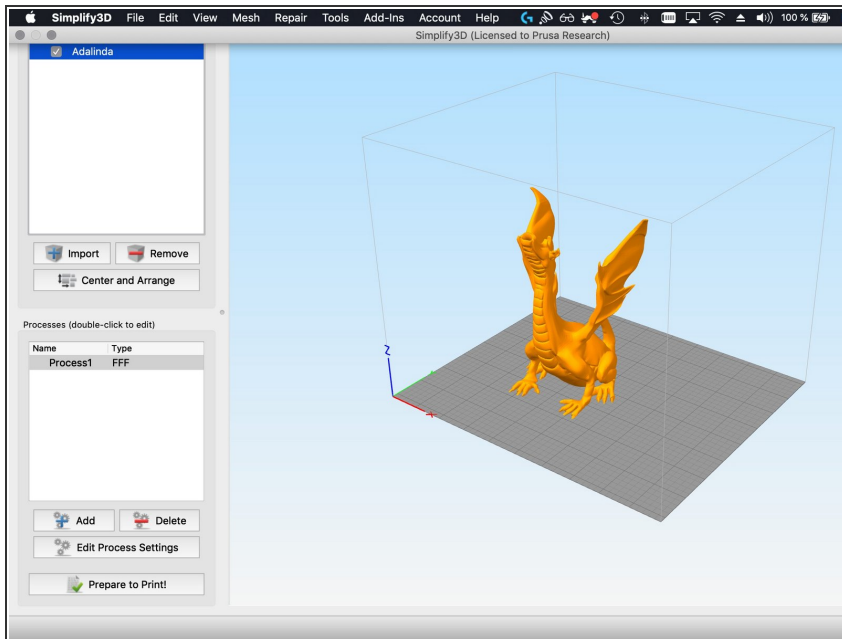 Simplify3D File Edit View Mesh Repair Tools Add-Ins Account Help 100 %
Simplify3D (Licensed to Prusa Research)
Adalinda
Import Remove
Center and Arrange
Processes (double-click to edit)
Name Type
Process1 FFF
Add Delete
Edit Process Settings
Prepare to Print!
Z
X